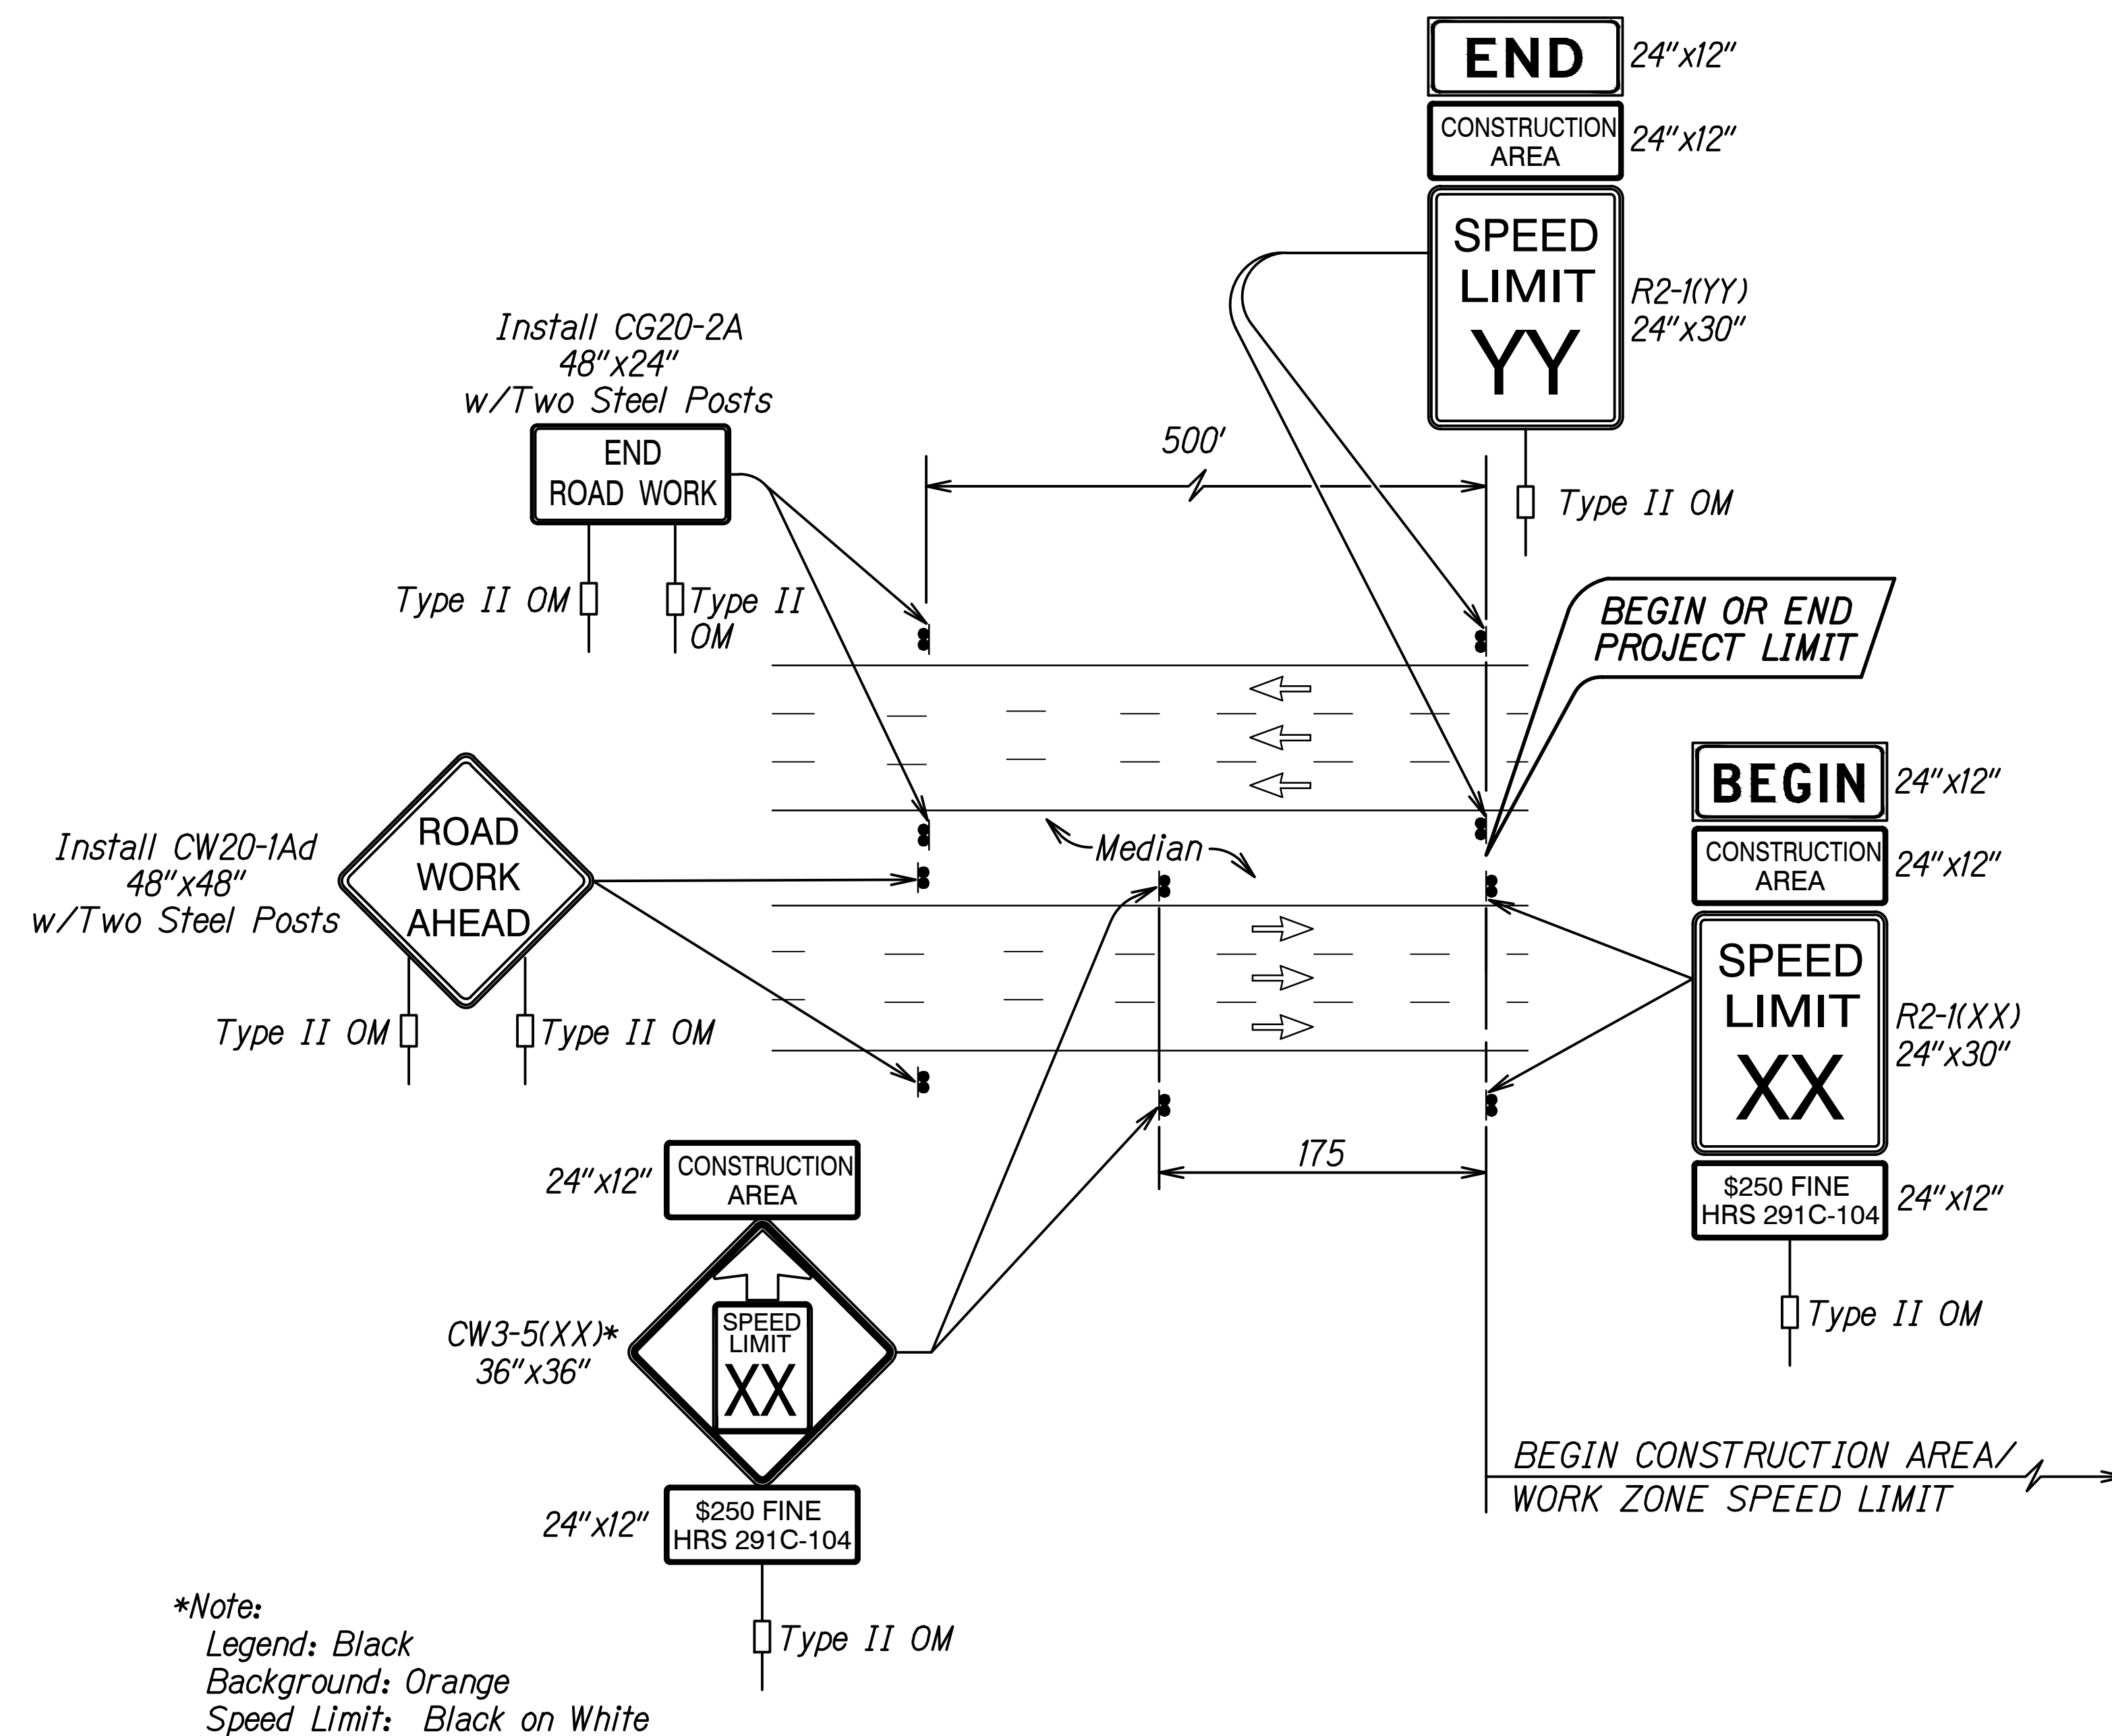 END
24"x12"
CONSTRUCTION
AREA
24"x12"
SPEED
LIMIT
YY
R2-1(YY)
24"x30"
Type II OM
Install CG20-2A
48"x24"
w/Two Steel Posts
END
ROAD WORK
Type II OM
Type II
OM
500'
BEGIN OR END
PROJECT LIMIT
Install CW20-1Ad
48"x48"
w/Two Steel Posts
ROAD
WORK
AHEAD
Type II OM
Type II OM
Median
BEGIN
24"x12"
CONSTRUCTION
AREA
24"x12"
SPEED
LIMIT
XX
R2-1(XX)
24"x30"
$250 FINE
HRS 291C-104
24"x12"
Type II OM
175
24"x12"
CONSTRUCTION
AREA
CW3-5(XX)*
36"x36"
SPEED
LIMIT
XX
24"x12"
$250 FINE
HRS 291C-104
Type II OM
BEGIN CONSTRUCTION AREA/
WORK ZONE SPEED LIMIT
*Note:
Legend: Black
Background: Orange
Speed Limit: Black on White